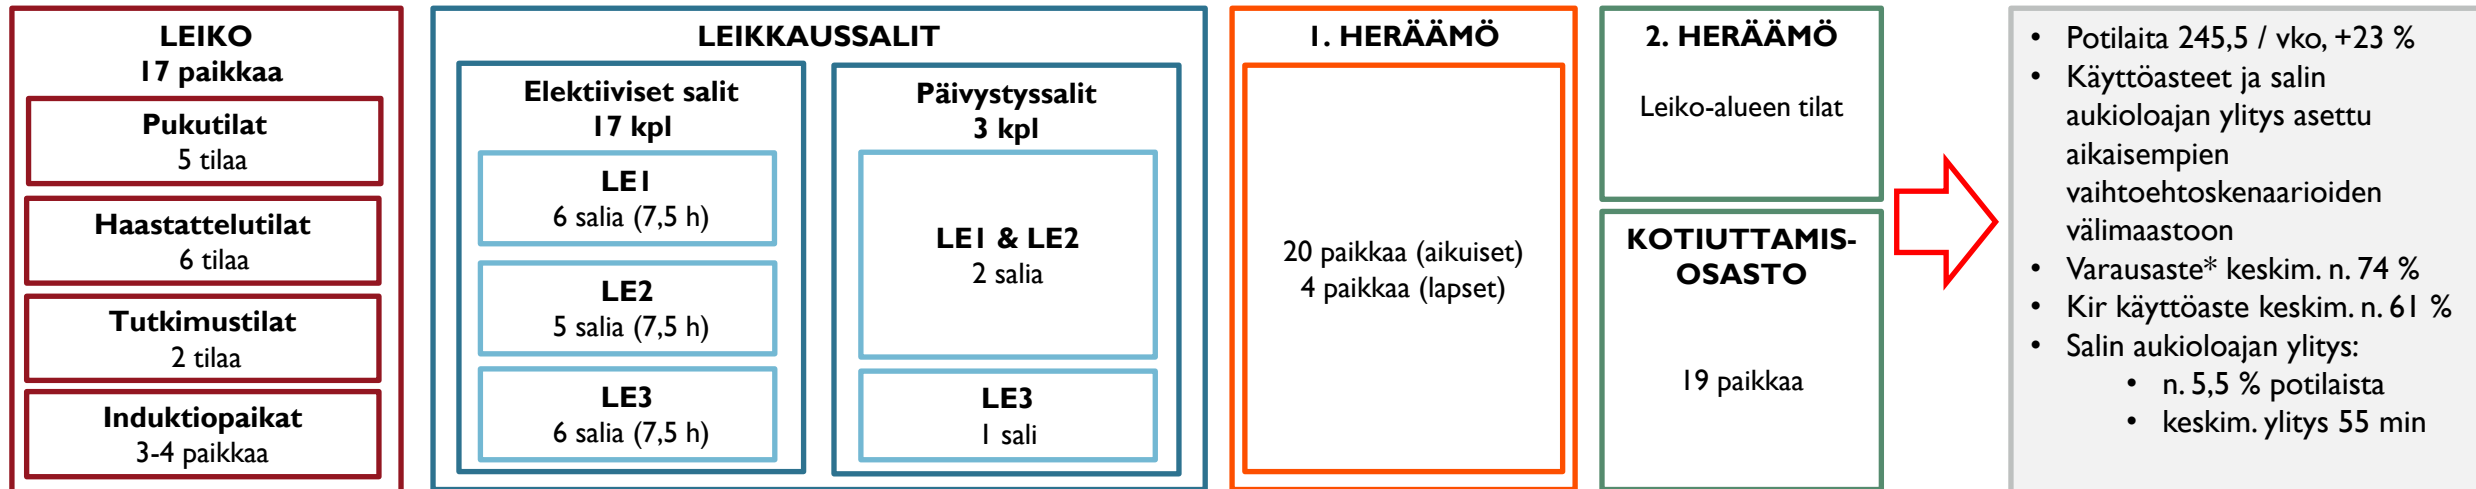 LEIKO
17 paikkaa
Pukutilat
5 tilaa
Haastattelutilat
6 tilaa
Tutkimustilat
2 tilaa
Induktiopaikat
3-4 paikkaa
LEIKKAUSSALIT
Elektiiviset salit
17 kpl
LE1
6 salia (7,5 h)
LE2
5 salia (7,5 h)
LE3
6 salia (7,5 h)
Päivystyssalit
3 kpl
LE1 & LE2
2 salia
LE3
1 sali
1. HERÄÄMÖ
20 paikkaa (aikuiset)
4 paikkaa (lapset)
2. HERÄÄMÖ
Leiko-alueen tilat
KOTIUTTAMIS-
OSASTO
19 paikkaa
• Potilaita 245,5 / vko, +23 %
• Käyttöasteet ja salin
aukioloajan ylitys asettu
aikaisempien
vaihtoehtoskenaarioiden
välimaastoon
• Varausaste* keskim. n. 74 %
• Kir käyttöaste keskim. n. 61 %
• Salin aukioloajan ylitys:
• n. 5,5 % potilaista
• keskim. ylitys 55 min